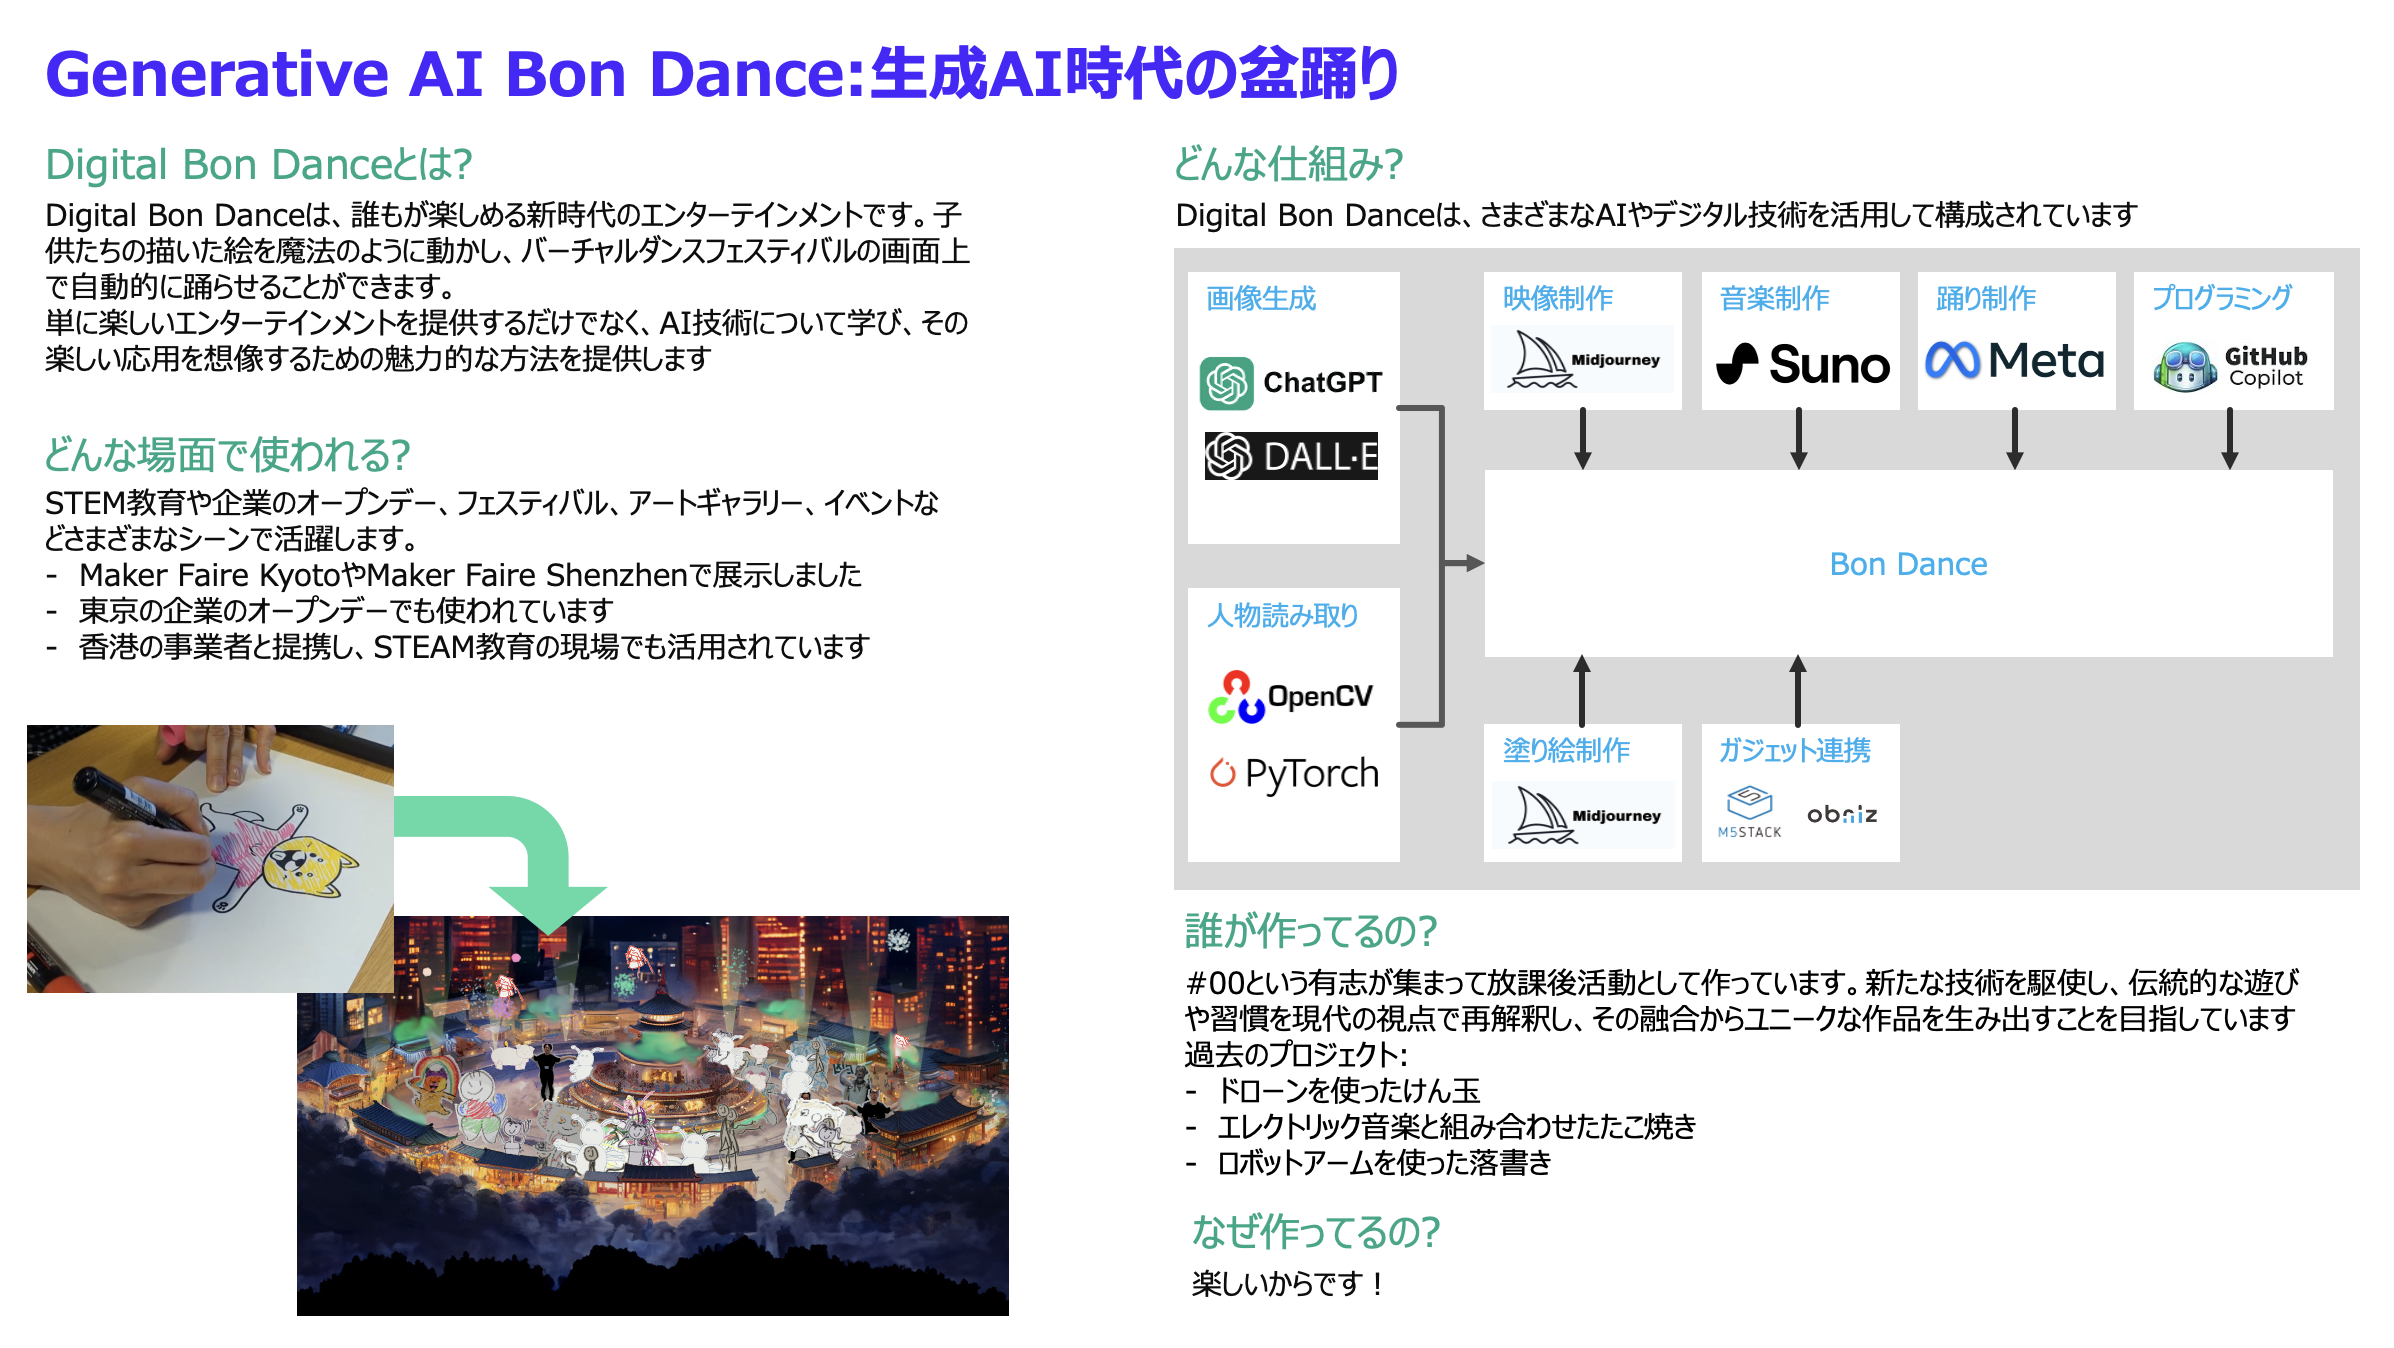 Generative AI Bon Dance:生成AI時代の盆踊り
Digital Bon Danceとは?
Digital Bon Danceは、誰もが楽しめる新時代のエンターテインメントです。子
供たちの描いた絵を魔法のように動かし、バーチャルダンスフェスティバルの画面上
で自動的に踊らせることができます。
単に楽しいエンターテインメントを提供するだけでなく、AI技術について学び、その
楽しい応用を想像するための魅力的な方法を提供します
どんな場面で使われる?
STEM教育や企業のオープンデー、フェスティバル、アートギャラリー、イベントな
どさまざまなシーンで活躍します。
- Maker Faire KyotoやMaker Faire Shenzhenで展示しました
- 東京の企業のオープンデーでも使われています
- 香港の事業者と提携し、STEAM教育の現場でも活用されています
どんな仕組み?
Digital Bon Danceは、さまざまなAIやデジタル技術を活用して構成されています
画像生成
ChatGPT
DALL·E
人物読み取り
OpenCV
PyTorch
映像制作
Midjourney
音楽制作
Suno
踊り制作
Meta
プログラミング
GitHub
Copilot
Bon Dance
塗り絵制作
Midjourney
ガジェット連携
M5STACK
obniz
誰が作ってるの?
#00という有志が集まって放課後活動として作っています。新たな技術を駆使し、伝統的な遊び
や習慣を現代の視点で再解釈し、その融合からユニークな作品を生み出すことを目指しています
過去のプロジェクト:
- ドローンを使ったけん玉
- エレクトリック音楽と組み合わせたたこ焼き
- ロボットアームを使った落書き
なぜ作ってるの?
楽しいからです！